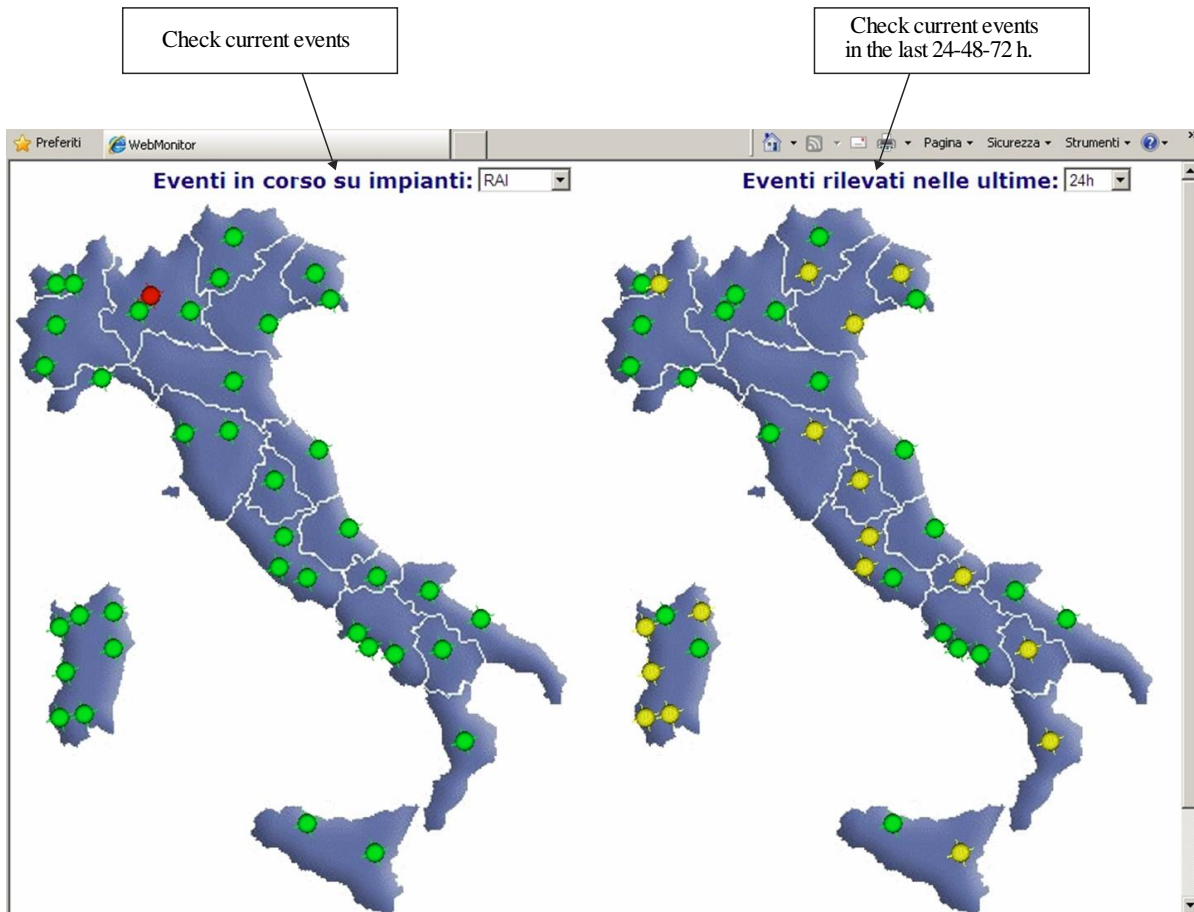 Check current events
Check current events
in the last 24-48-72 h.
Preferiti
WebMonitor
Pagina
Sicurezza
Strumenti
Eventi in corso su impianti: RAI
Eventi rilevati nelle ultime: 24h